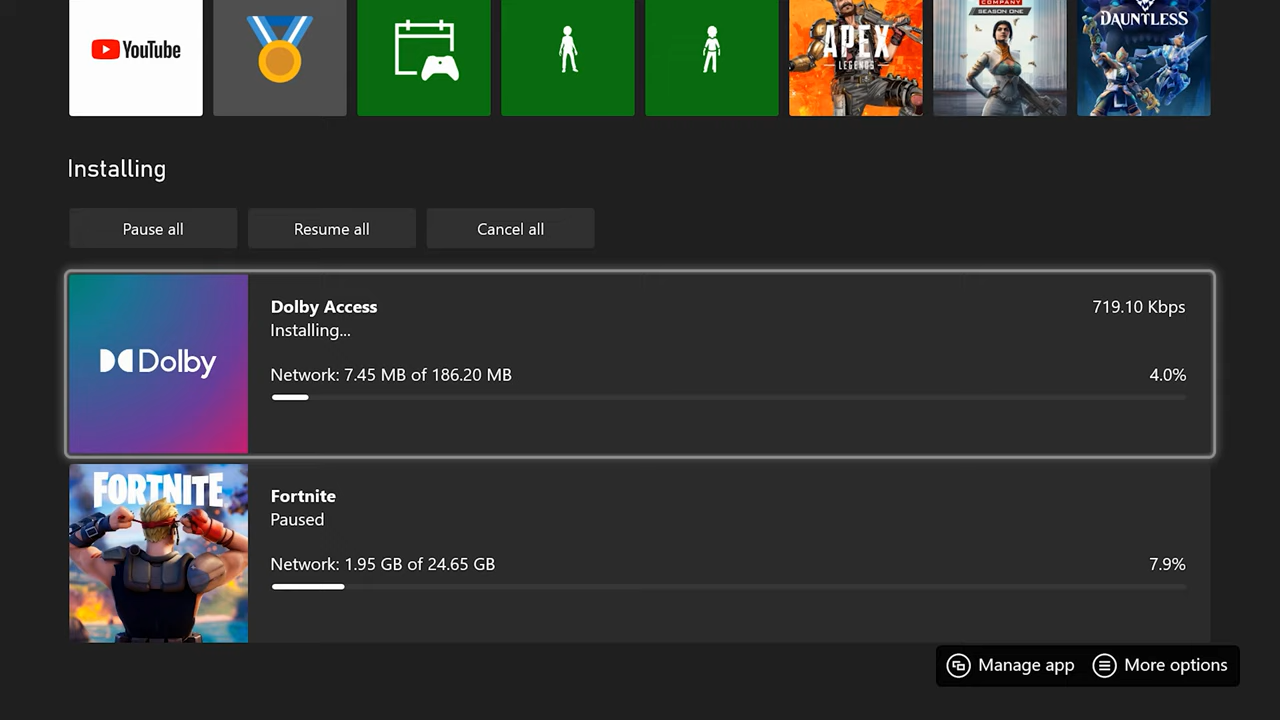 YouTube
APEX
LEGENDS
COMPANY
SEASON ONE
DAUNTLESS
Installing
Pause all
Resume all
Cancel all
Dolby Access
719.10 Kbps
Installing...
Dolby
Network: 7.45 MB of 186.20 MB
4.0%
FORTNITE
Fortnite
Paused
Network: 1.95 GB of 24.65 GB
7.9%
Manage app
More options